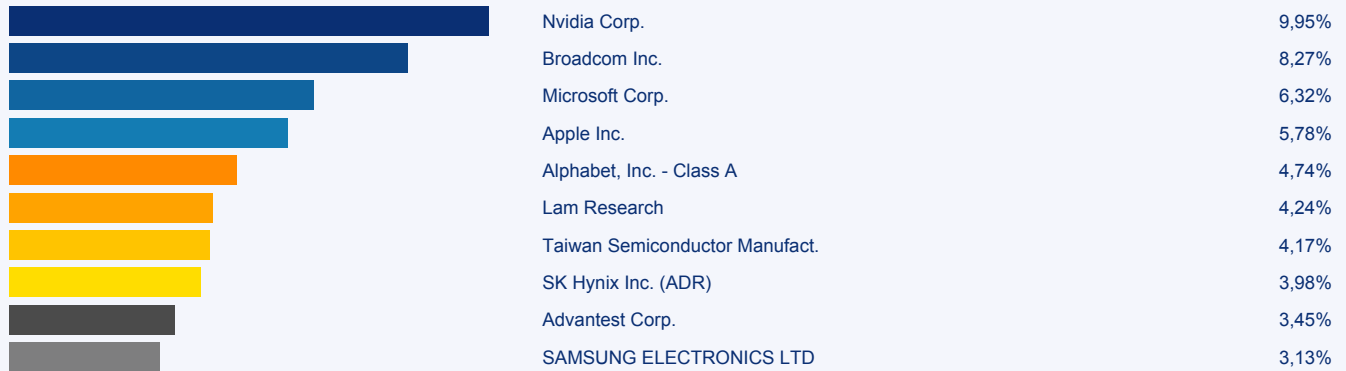 Nvidia Corp. 9,95%
Broadcom Inc. 8,27%
Microsoft Corp. 6,32%
Apple Inc. 5,78%
Alphabet, Inc. - Class A 4,74%
Lam Research 4,24%
Taiwan Semiconductor Manufact. 4,17%
SK Hynix Inc. (ADR) 3,98%
Advantest Corp. 3,45%
SAMSUNG ELECTRONICS LTD 3,13%